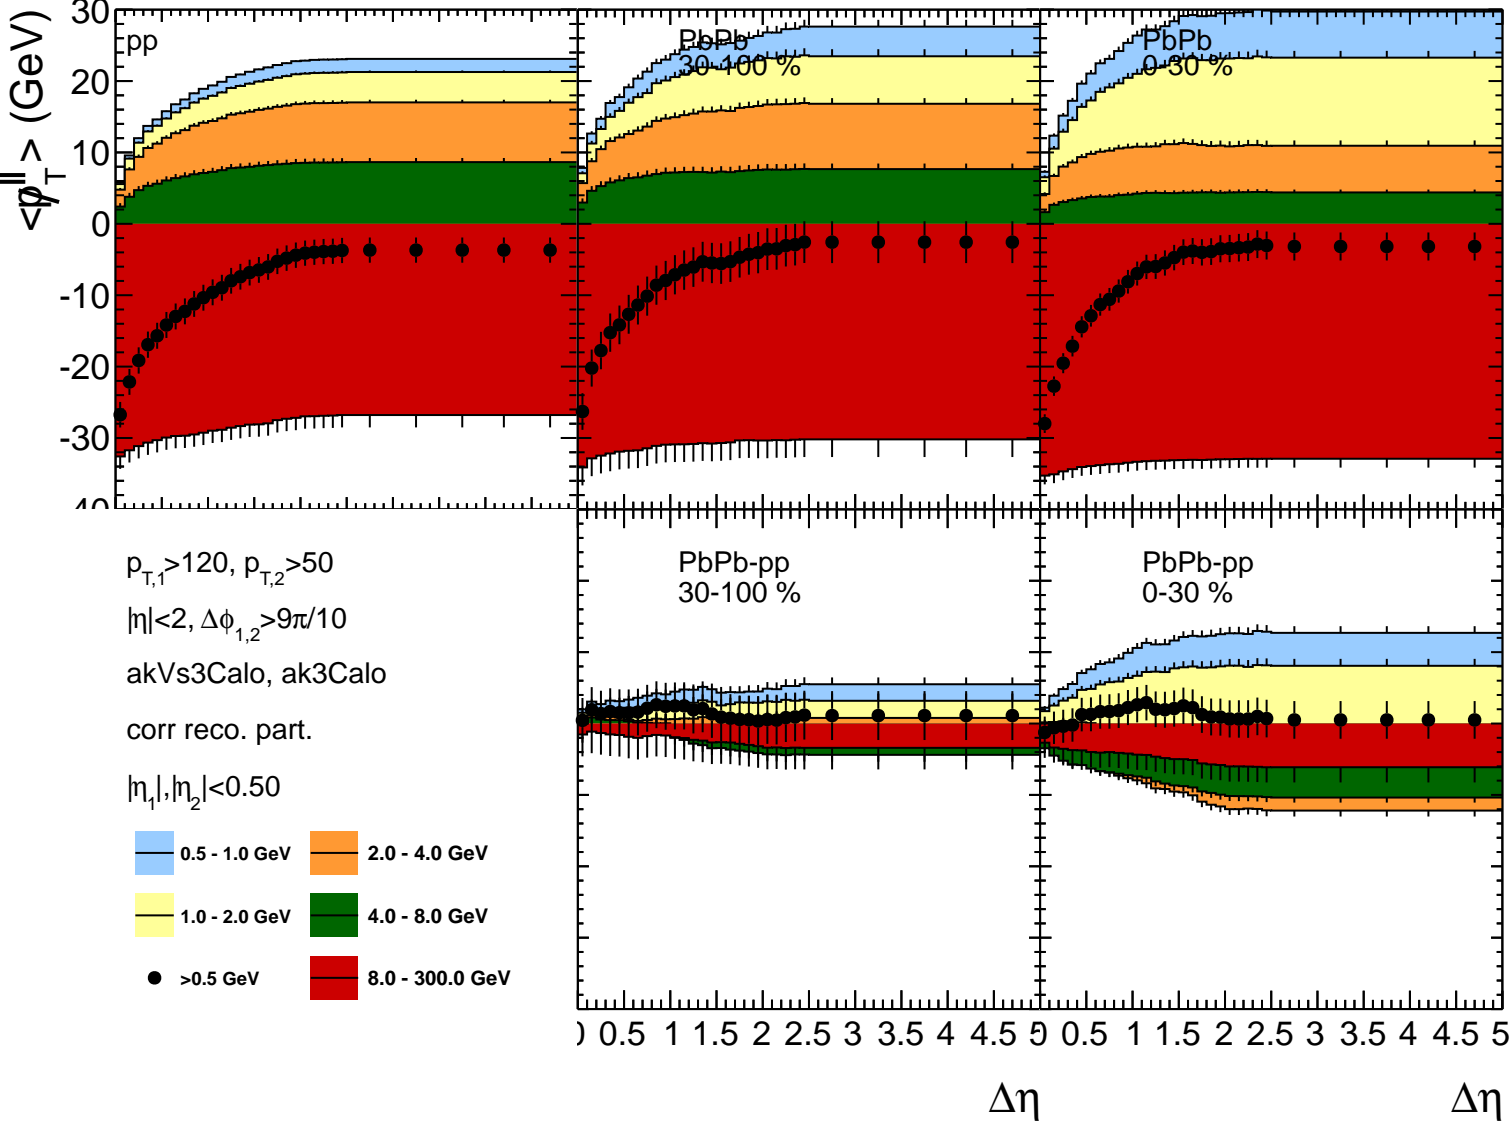 <p̸_T^||> (GeV)
30
20
10
0
-10
-20
-30
40
pp
PbPb
30-100 %
PbPb
0-30 %
p_T,1>120, p_T,2>50
|η|<2, Δϕ_1,2>9π/10
akVs3Calo, ak3Calo
corr reco. part.
|η_1|,|η_2|<0.50
0.5 - 1.0 GeV
2.0 - 4.0 GeV
1.0 - 2.0 GeV
4.0 - 8.0 GeV
>0.5 GeV
8.0 - 300.0 GeV
PbPb-pp
30-100 %
PbPb-pp
0-30 %
0 0.5 1 1.5 2 2.5 3 3.5 4 4.5 5
0 0.5 1 1.5 2 2.5 3 3.5 4 4.5 5
Δη
Δη